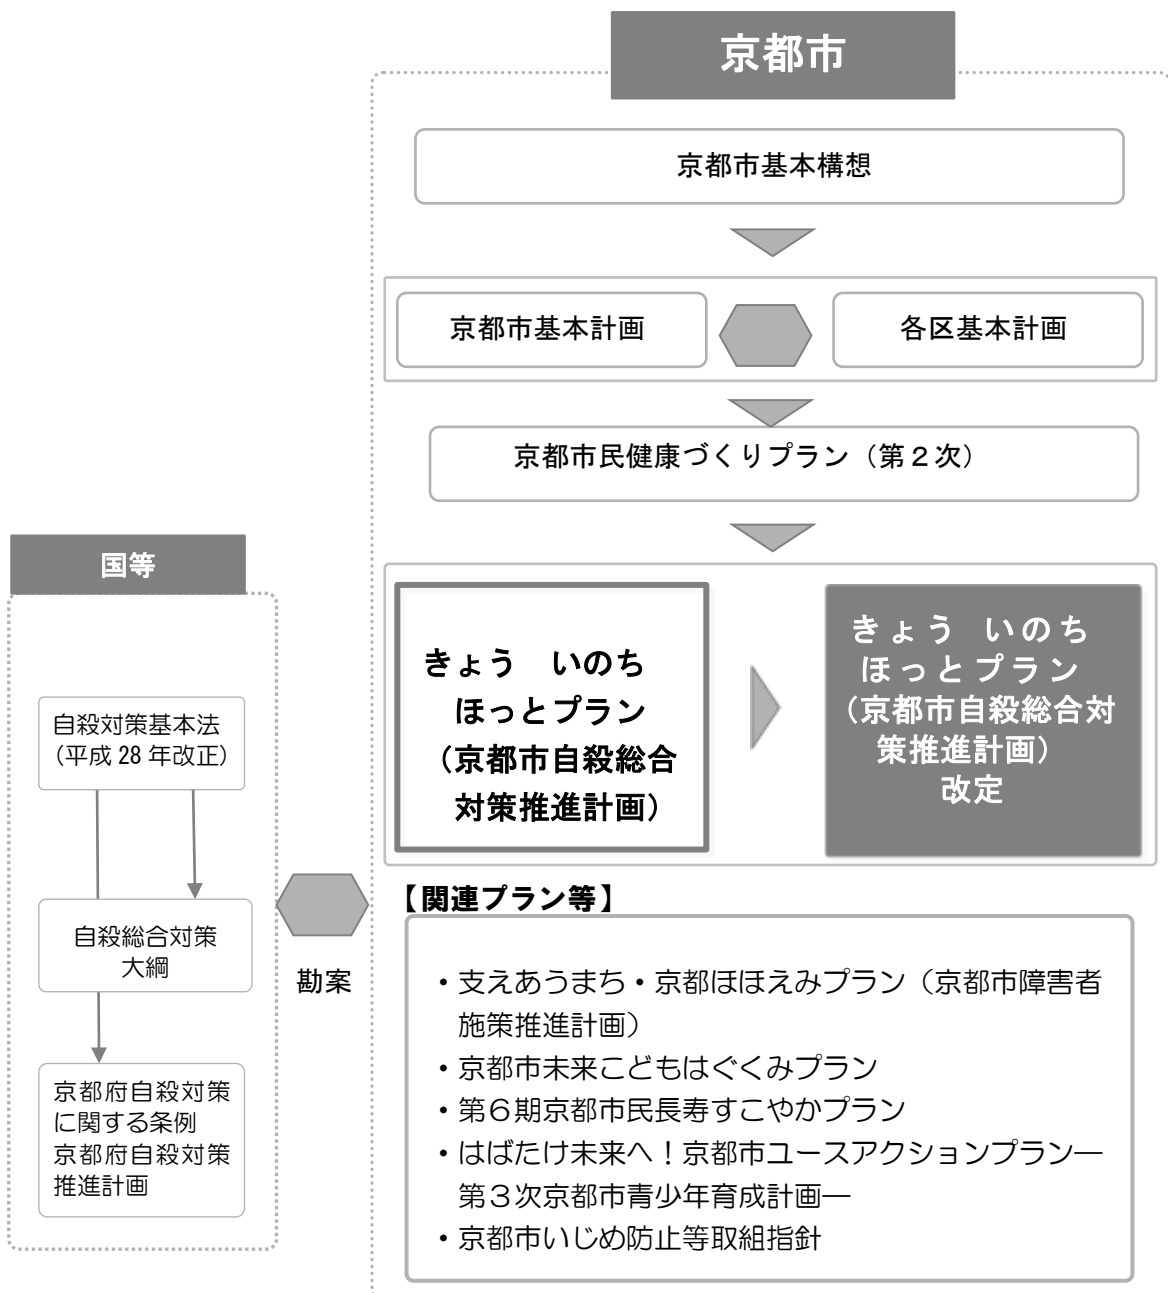 京都市
京都市基本構想
京都市基本計画
各区基本計画
京都市民健康づくりプラン（第２次）
きょう　いのち
ほっとプラン
（京都市自殺総合
対策推進計画）
きょう いのち
ほっとプラン
（京都市自殺総合対
策推進計画）
改定
国等
自殺対策基本法
（平成 28 年改正）
自殺総合対策
大綱
京都府自殺対策
に関する条例
京都府自殺対策
推進計画
勘案
【関連プラン等】
・支えあうまち・京都ほほえみプラン（京都市障害者
施策推進計画）
・京都市未来こどもはぐくみプラン
・第６期京都市民長寿すこやかプラン
・はばたけ未来へ！京都市ユースアクションプラン―
第３次京都市青少年育成計画―
・京都市いじめ防止等取組指針